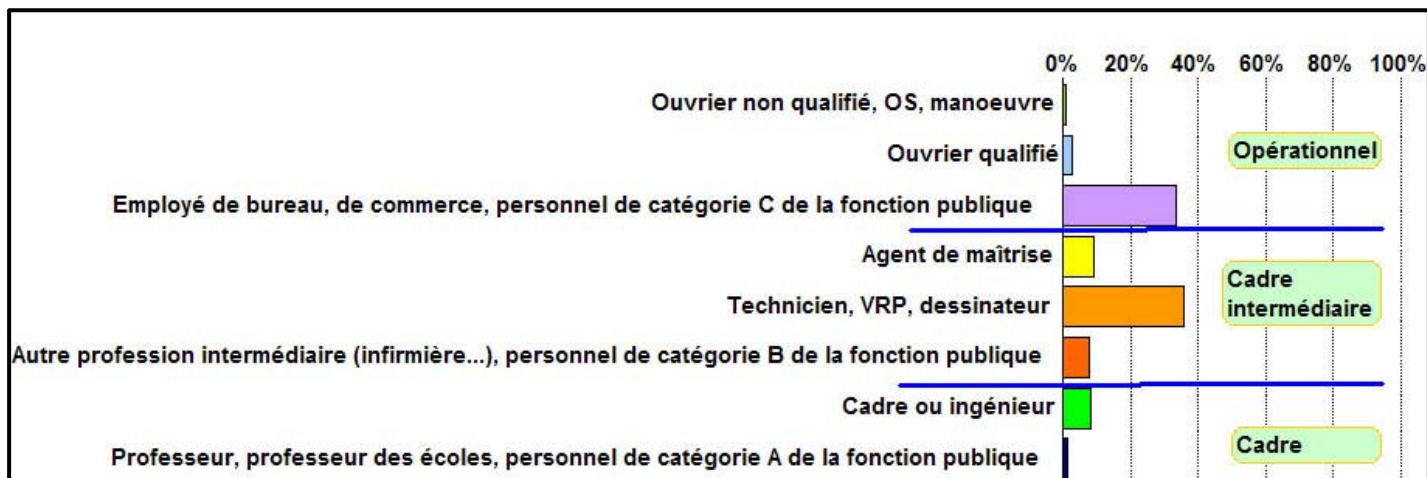 0% 20% 40% 60% 80% 100%
Ouvrier non qualifié, OS, manoeuvre
Ouvrier qualifié
Opérationnel
Employé de bureau, de commerce, personnel de catégorie C de la fonction publique
Agent de maîtrise
Cadre
intermédiaire
Technicien, VRP, dessinateur
Autre profession intermédiaire (infirmière...), personnel de catégorie B de la fonction publique
Cadre ou ingénieur
Cadre
Professeur, professeur des écoles, personnel de catégorie A de la fonction publique